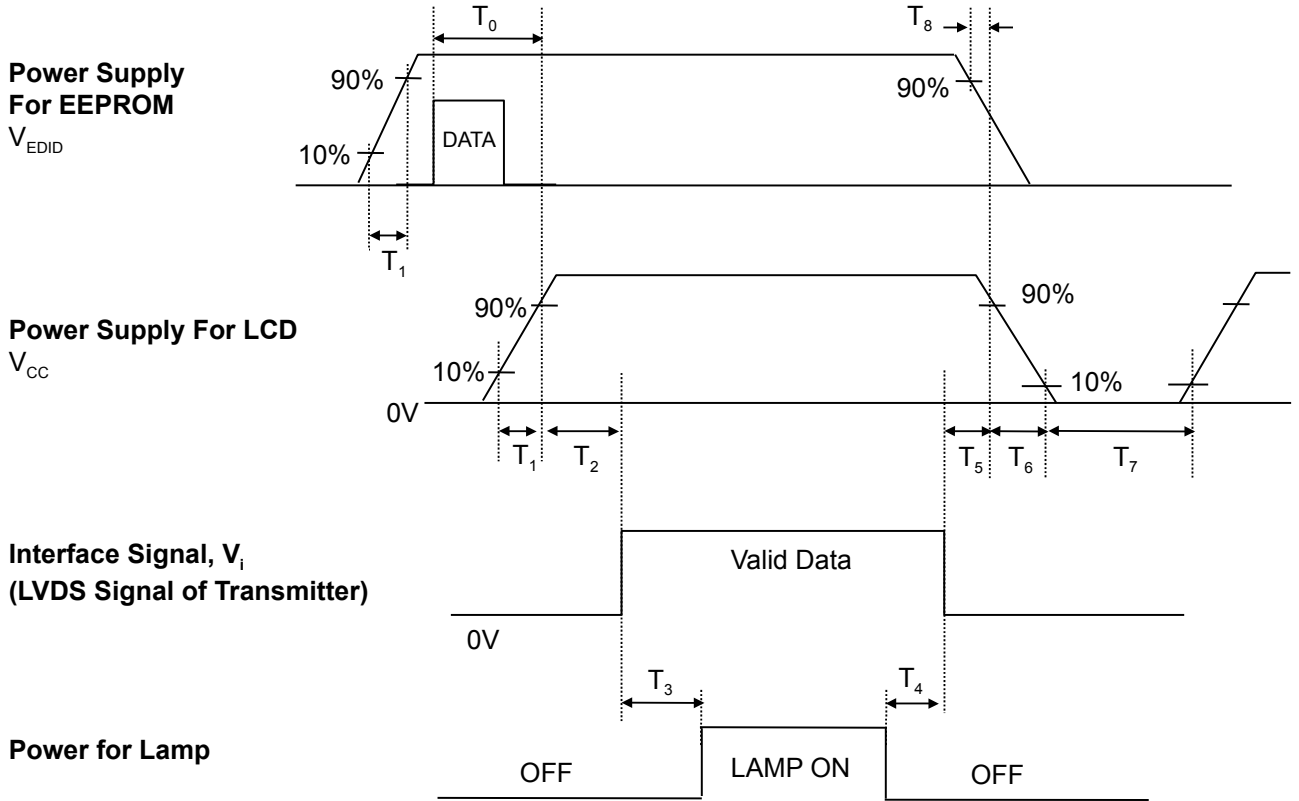 T0
T8
Power Supply
For EEPROM
VEDID
90%
10%
DATA
90%
T1
Power Supply For LCD
VCC
90%
10%
0V
90%
10%
T1
T2
T5
T6
T7
Interface Signal, Vi
(LVDS Signal of Transmitter)
Valid Data
0V
T3
T4
Power for Lamp
OFF
LAMP ON
OFF